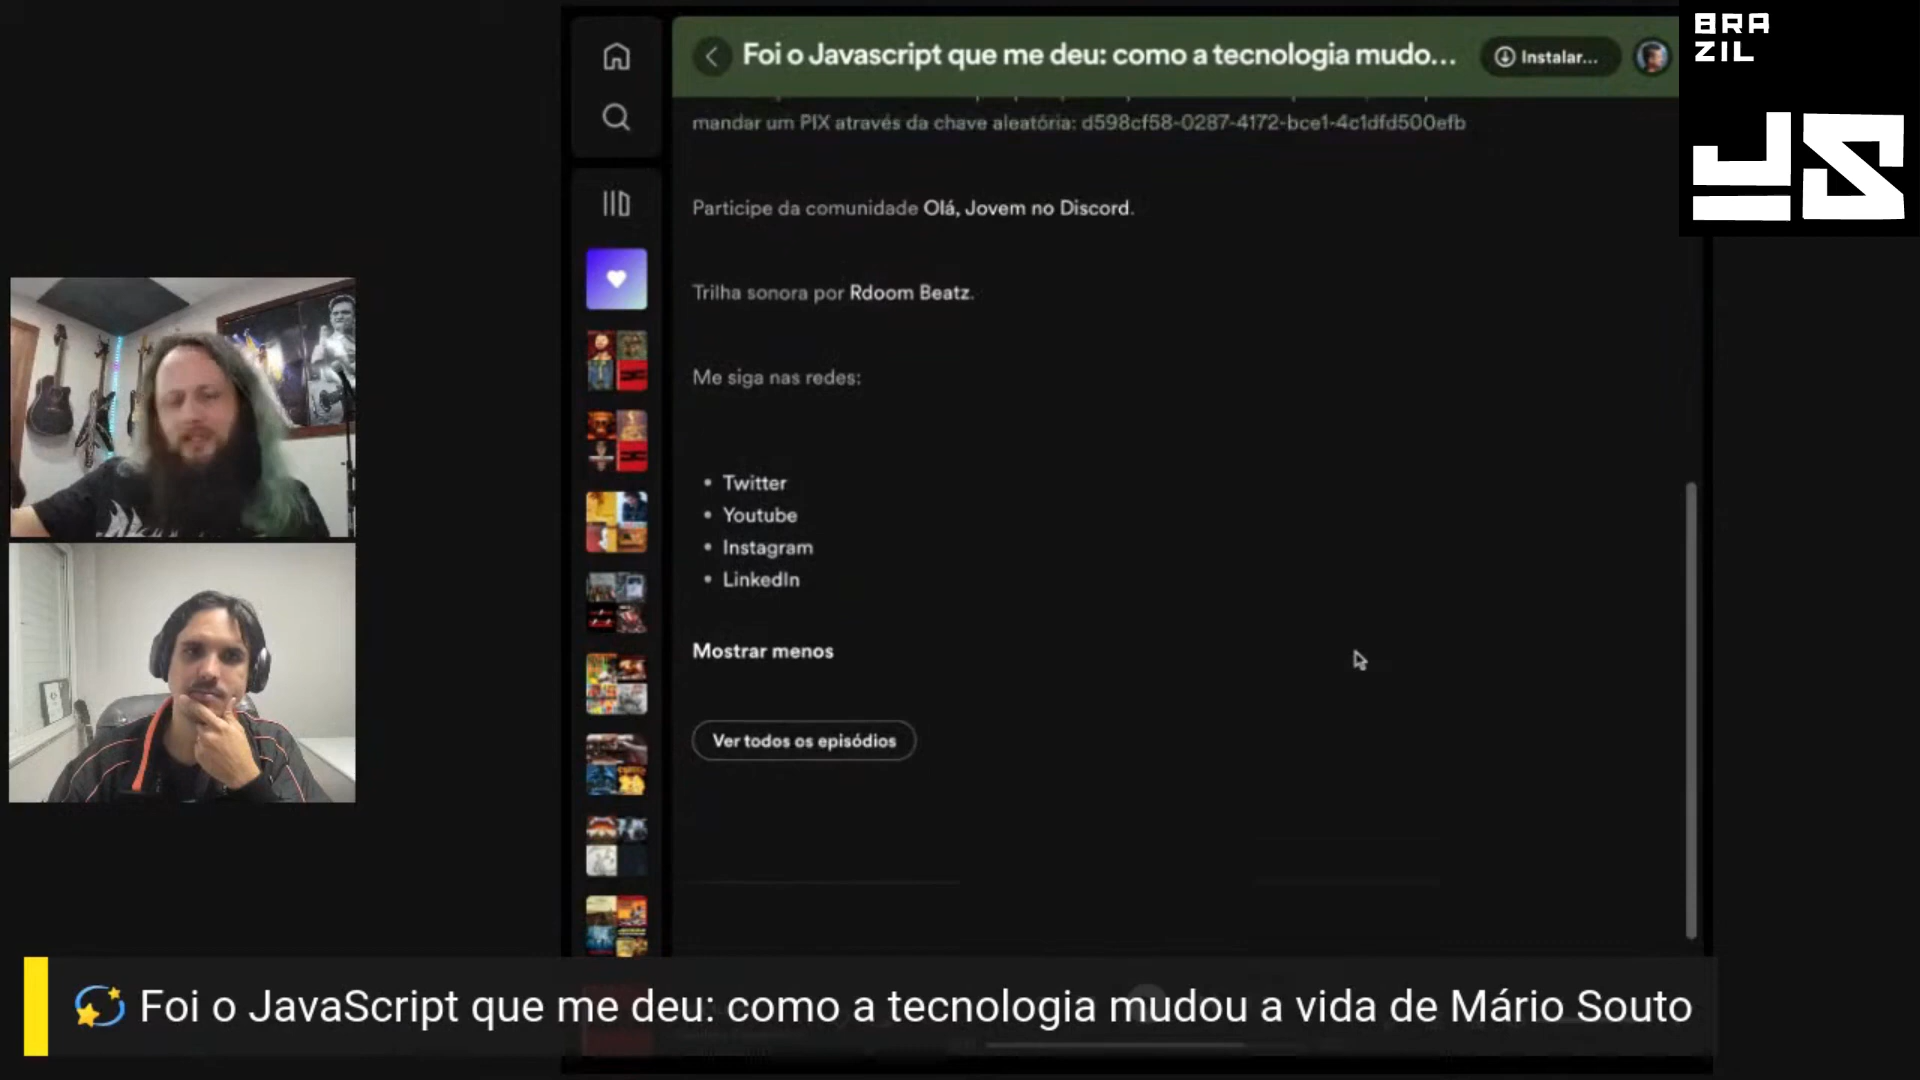 BRA
ZIL
JS
Foi o Javascript que me deu: como a tecnologia mudo...
Instalar...
mandar um PIX através da chave aleatória: d598cf58-0287-4172-bce1-4c1dfd500efb
Participe da comunidade Olá, Jovem no Discord.
Trilha sonora por Rdoom Beatz.
Me siga nas redes:
• Twitter
• Youtube
• Instagram
• LinkedIn
Mostrar menos
Ver todos os episódios
Foi o JavaScript que me deu: como a tecnologia mudou a vida de Mário Souto